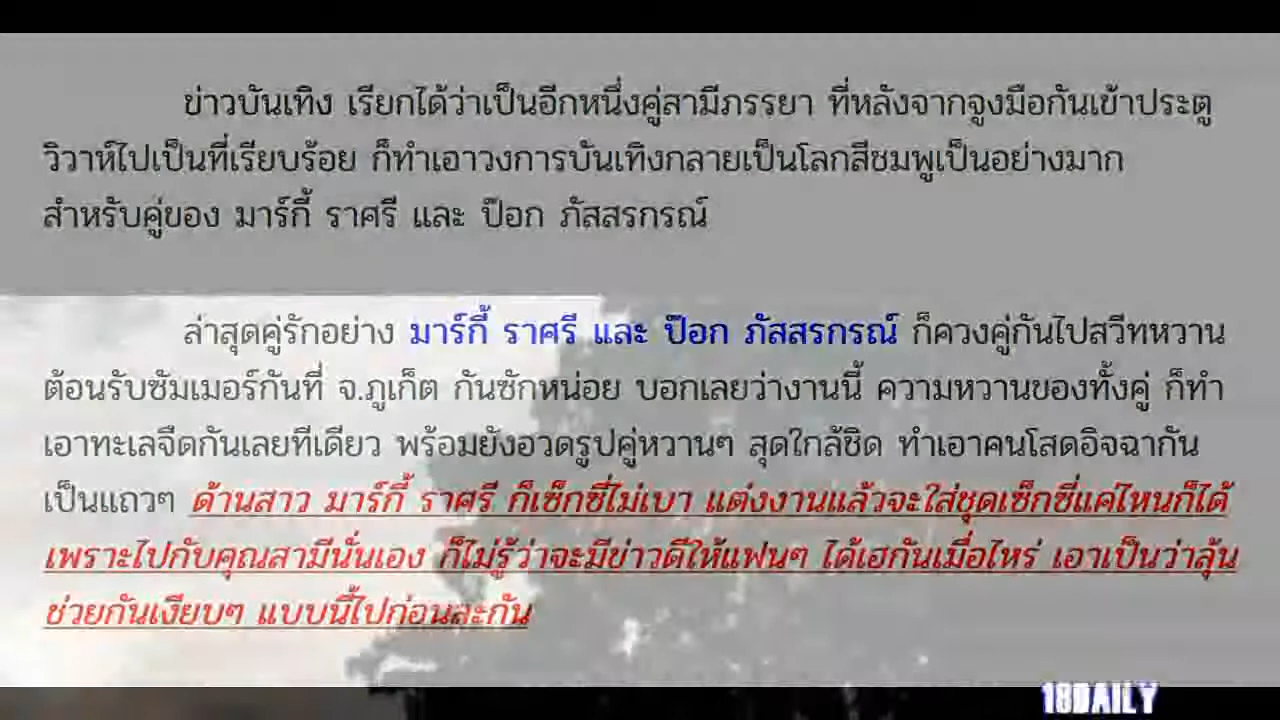 ข่าวบันเทิง เรียกได้ว่าเป็นอีกหนึ่งคู่สามีภรรยา ที่หลังจากจูงมือกันเข้าประตู
วิวาห์ไปเป็นที่เรียบร้อย ก็ทำเอาวงการบันเทิงกลายเป็นโลกสีชมพูเป็นอย่างมาก
สำหรับคู่ของ มาร์กี้ ราศรี และ ป๊อก ภัสสรกรณ์
ล่าสุดคู่รักอย่าง มาร์กี้ ราศรี และ ป๊อก ภัสสรกรณ์ ก็ควงคู่กันไปสวีทหวาน
ต้อนรับซัมเมอร์กันที่ จ.ภูเก็ต กันซักหน่อย บอกเลยว่างานนี้ ความหวานของทั้งคู่ ก็ทำ
เอาทะเลจืดกันเลยทีเดียว พร้อมยังอวดรูปคู่หวานๆ สุดใกล้ชิด ทำเอาคนโสดอิจฉากัน
เป็นแถวๆ ด้านสาว มาร์กี้ ราศรี ก็เซ็กซี่ไม่เบา แต่งงานแล้วจะใส่ชุดเซ็กซี่แค่ไหนก็ได้
เพราะไปกับคุณสามีนั่นเอง ก็ไม่รู้ว่าจะมีข่าวดีให้แฟนๆ ได้เฮกันเมื่อไหร่ เอาเป็นว่าลุ้น
ช่วยกันเงียบๆ แบบนี้ไปก่อนละกัน
18DAILY